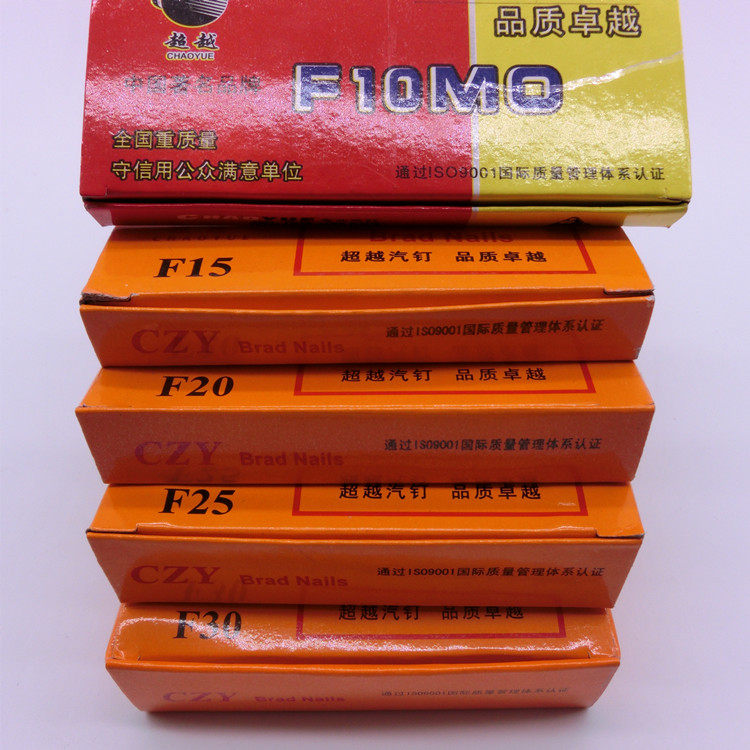 超越
CHAOYUE
品质卓越
中国著名品牌
F10MO
全国重质量
守信用公众满意单位
通过ISO9001国际质量管理体系认证
CHAOYUE
CHAOYUE
Brad Nails
F15
超越汽钉 品质卓越
CZY Brad Nails
通过ISO9001国际质量管理体系认证
F20
超越汽钉 品质卓越
CZY Brad Nails
通过ISO9001国际质量管理体系认证
F25
超越汽钉 品质卓越
CZY Brad Nails
通过ISO9001国际质量管理体系认证
F30
超越汽钉 品质卓越
CZY Brad Nails
通过ISO9001国际质量管理体系认证